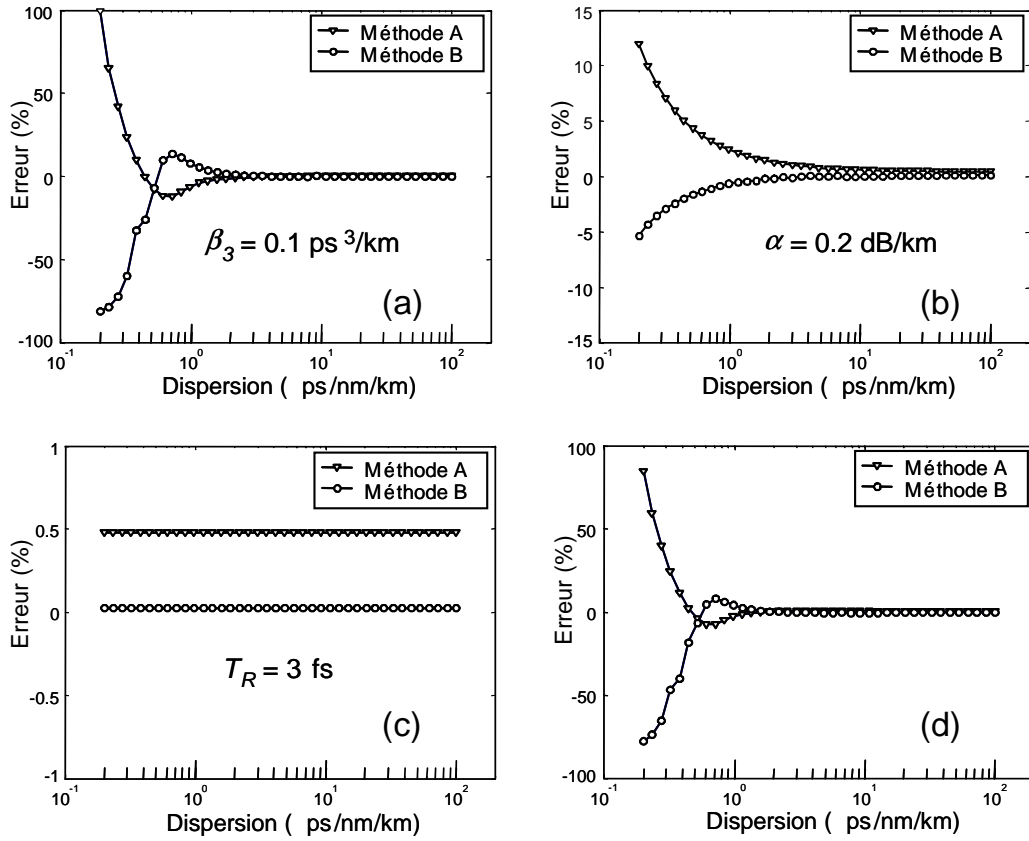 100
50
0
-50
-100
Erreur (%)
Méthode A
Méthode B
β₃ = 0.1 ps ³/km
(a)
10⁻¹ 10⁰ 10¹ 10²
Dispersion ( ps/nm/km)
15
10
5
0
-5
-10
-15
Erreur (%)
Méthode A
Méthode B
α = 0.2 dB/km
(b)
10⁻¹ 10⁰ 10¹ 10²
Dispersion ( ps/nm/km)
1
0.5
0
-0.5
-1
Erreur (%)
Méthode A
Méthode B
T_R = 3 fs
(c)
10⁻¹ 10⁰ 10¹ 10²
Dispersion ( ps/nm/km)
100
50
0
-50
-100
Erreur (%)
Méthode A
Méthode B
(d)
10⁻¹ 10⁰ 10¹ 10²
Dispersion ( ps/nm/km)